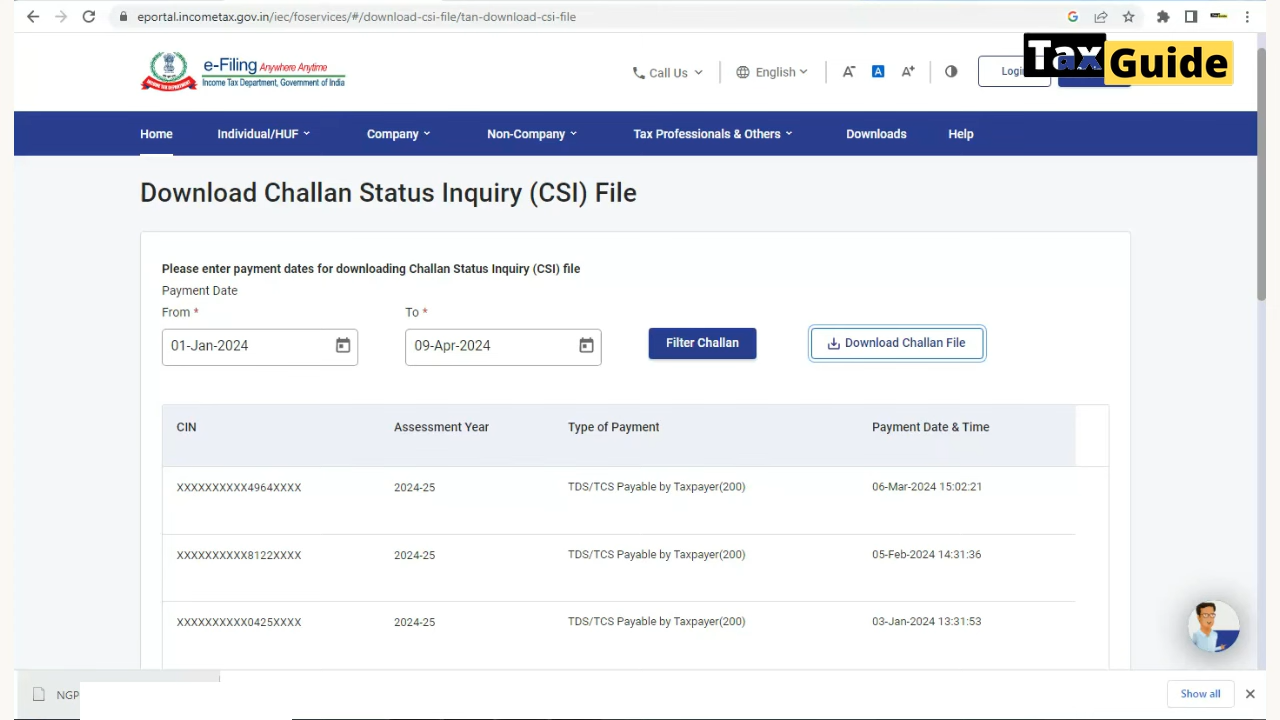 eportal.incometax.gov.in/iec/foservices/#/download-csi-file/tan-download-csi-file
e-Filing Anywhere Anytime
Income Tax Department, Government of India
Call Us
English
A-
A
A+
Tax Guide
Home
Individual/HUF
Company
Non-Company
Tax Professionals & Others
Downloads
Help
Download Challan Status Inquiry (CSI) File
Please enter payment dates for downloading Challan Status Inquiry (CSI) file
Payment Date
From *
To *
01-Jan-2024
09-Apr-2024
Filter Challan
Download Challan File
CIN Assessment Year Type of Payment Payment Date & Time
XXXXXXXXXX4964XXXX 2024-25 TDS/TCS Payable by Taxpayer(200) 06-Mar-2024 15:02:21
XXXXXXXXXX8122XXXX 2024-25 TDS/TCS Payable by Taxpayer(200) 05-Feb-2024 14:31:36
XXXXXXXXXX0425XXXX 2024-25 TDS/TCS Payable by Taxpayer(200) 03-Jan-2024 13:31:53
NGP
Show all